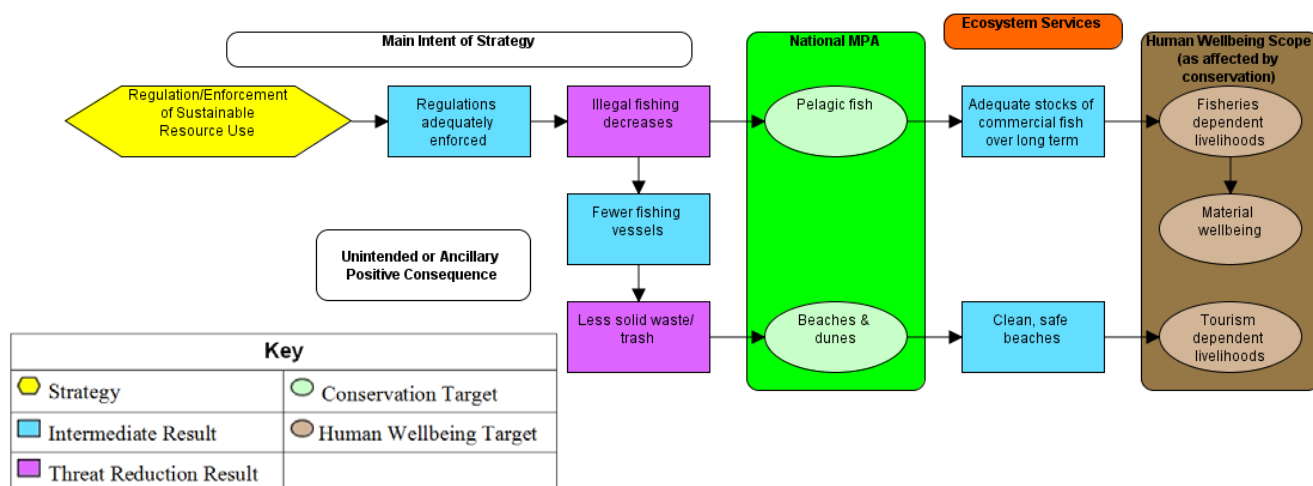 Main Intent of Strategy
National MPA
Ecosystem Services
Human Wellbeing Scope
(as affected by
conservation)
Regulation/Enforcement
of Sustainable
Resource Use
Regulations
adequately
enforced
Illegal fishing
decreases
Pelagic fish
Adequate stocks of
commercial fish
over long term
Fisheries
dependent
livelihoods
Fewer fishing
vessels
Material
wellbeing
Unintended or Ancillary
Positive Consequence
Less solid waste/
trash
Beaches &
dunes
Clean, safe
beaches
Tourism
dependent
livelihoods
Key
Strategy
Conservation Target
Intermediate Result
Human Wellbeing Target
Threat Reduction Result